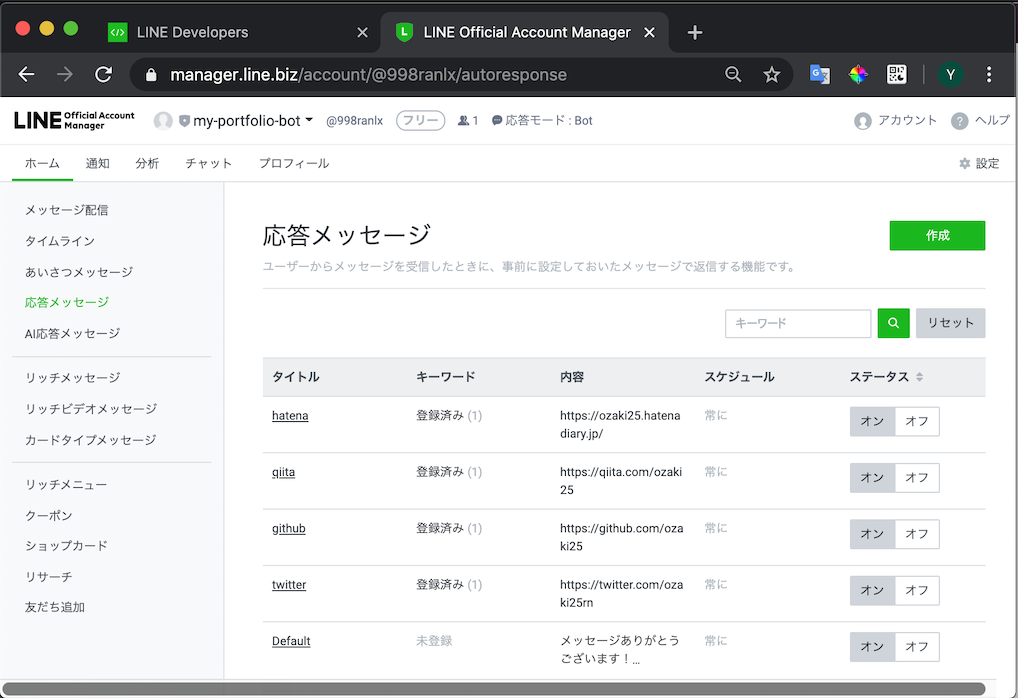 LINE Developers
LINE Official Account Manager
manager.line.biz/account/@998ranlx/autoresponse
Y
LINE Official Account Manager
my-portfolio-bot
@998ranlx
フリー
1
応答モード : Bot
アカウント
? ヘルプ
ホーム
通知
分析
チャット
プロフィール
設定
メッセージ配信
タイムライン
あいさつメッセージ
応答メッセージ
AI応答メッセージ
リッチメッセージ
リッチビデオメッセージ
カードタイプメッセージ
リッチメニュー
クーポン
ショップカード
リサーチ
友だち追加
応答メッセージ
作成
ユーザーからメッセージを受信したときに、事前に設定しておいたメッセージで返信する機能です。
キーワード
リセット
タイトル キーワード 内容 スケジュール ステータス
hatena 登録済み (1) https://ozaki25.hatena 常に オン オフ
diary.jp/
qiita 登録済み (1) https://qiita.com/ozaki 常に オン オフ
25
github 登録済み (1) https://github.com/oza 常に オン オフ
ki25
twitter 登録済み (1) https://twitter.com/oza 常に オン オフ
ki25rn
Default 未登録 メッセージありがとう 常に オン オフ
ございます！...